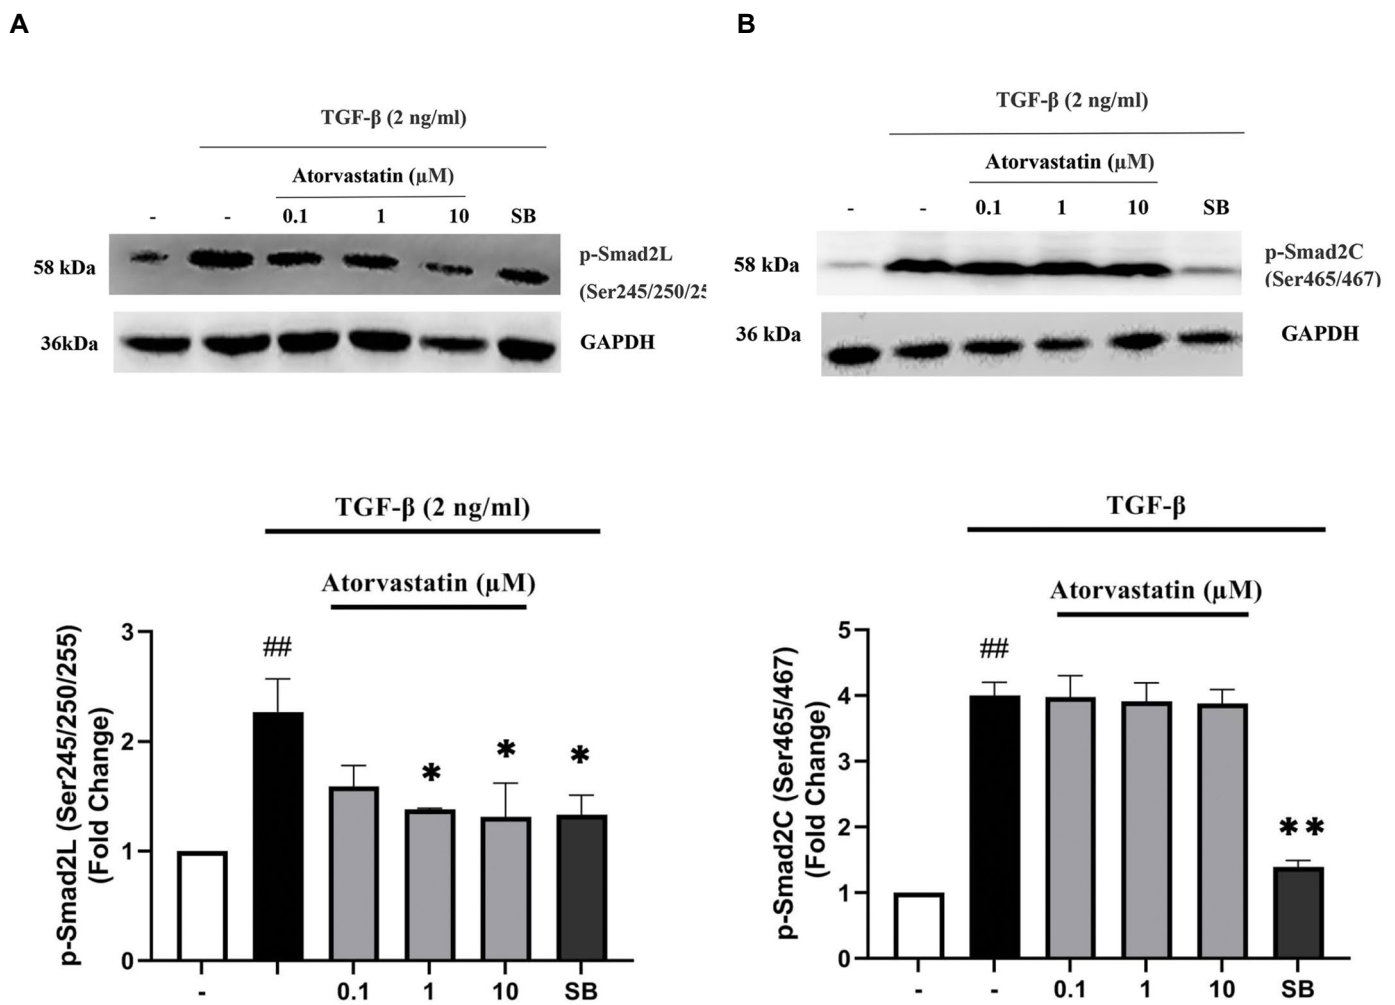 A
TGF-β (2 ng/ml)
Atorvastatin (μM)
- - 0.1 1 10 SB
58 kDa
p-Smad2L
(Ser245/250/25
36kDa
GAPDH
B
TGF-β (2 ng/ml)
Atorvastatin (μM)
- - 0.1 1 10 SB
58 kDa
p-Smad2C
(Ser465/467)
36 kDa
GAPDH
TGF-β (2 ng/ml)
Atorvastatin (μM)
p-Smad2L (Ser245/250/255)
(Fold Change)
3
2
1
0
##
*
*
*
- - 0.1 1 10 SB
TGF-β
Atorvastatin (μM)
p-Smad2C (Ser465/467)
(Fold Change)
5
4
3
2
1
0
##
**
- - 0.1 1 10 SB